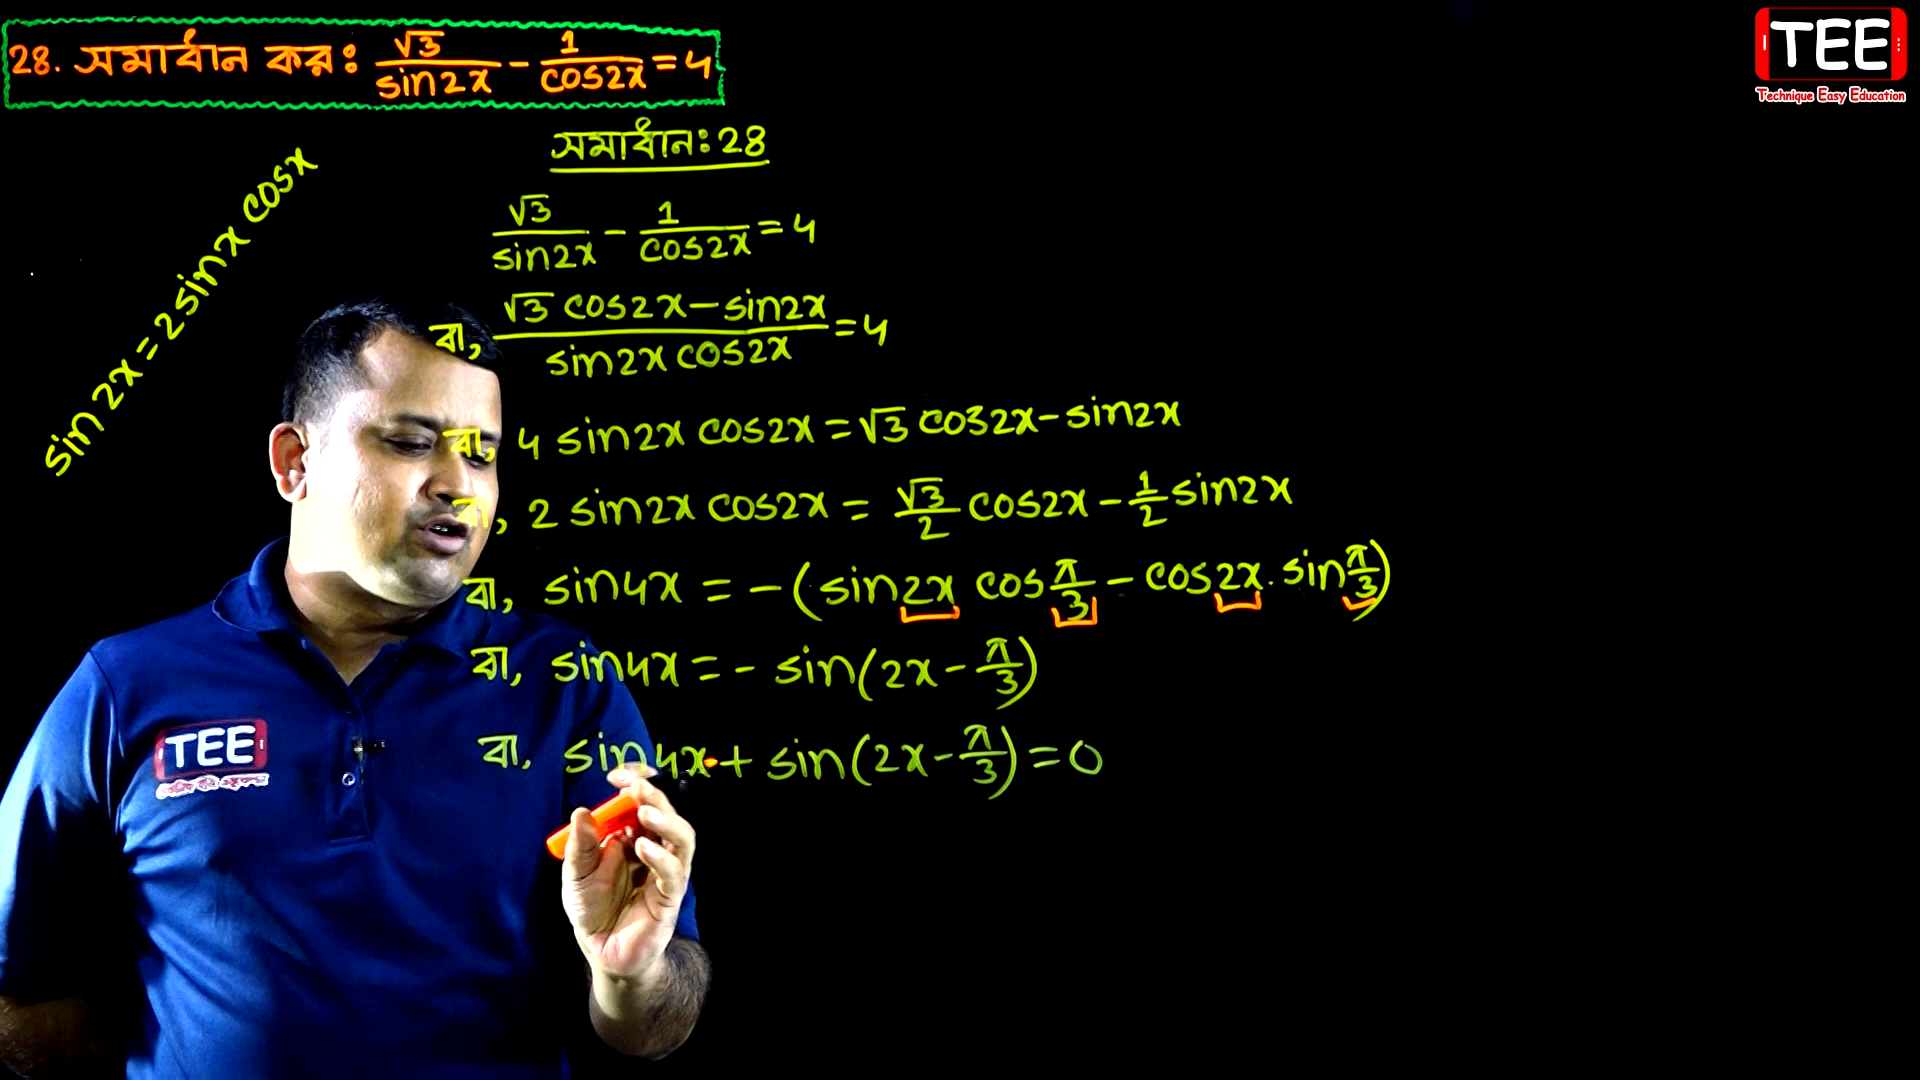 28. সমাধান কর: √3/sin2x - 1/cos2x = 4
TEE
Technique Easy Education
সমাধান: 28
sin2x = 2 sinx cosx
√3/sin2x - 1/cos2x = 4
বা, (√3 cos2x - sin2x)/(sin2x cos2x) = 4
বা, 4 sin2x cos2x = √3 cos2x - sin2x
বা, 2 sin2x cos2x = √3/2 cos2x - 1/2 sin2x
বা, sin4x = -(sin2x cos π/3 - cos2x. sin π/3)
বা, sin4x = - sin(2x - π/3)
বা, sin4x + sin(2x - π/3) = 0
TEE